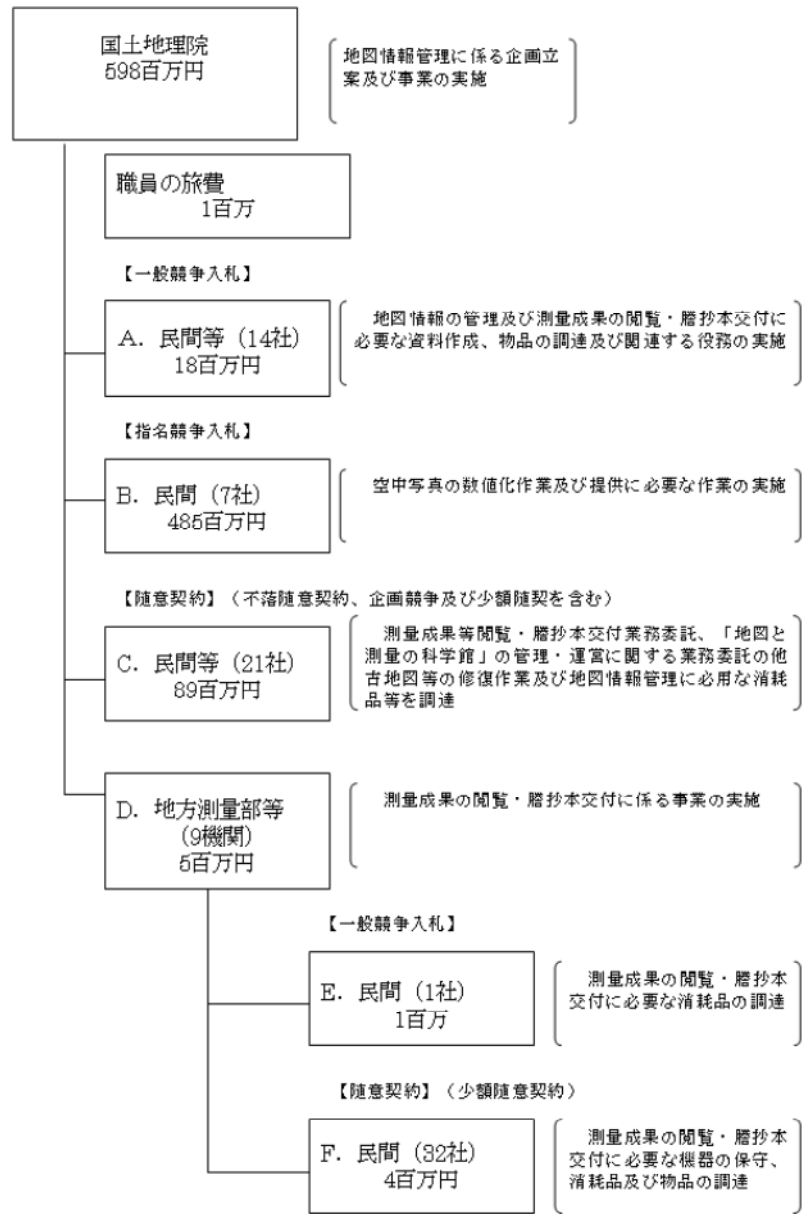 国土地理院
598百万円
地図情報管理に係る企画立
案及び事業の実施
職員の旅費
1百万
【一般競争入札】
A. 民間等(14社)
18百万円
地図情報の管理及び測量成果の閲覧・謄抄本交付に
必要な資料作成、物品の調達及び関連する役務の実施
【指名競争入札】
B. 民間(7社)
485百万円
空中写真の数値化作業及び提供に必要な作業の実施
【随意契約】(不落随意契約、企画競争及び少額随契を含む)
C. 民間等(21社)
89百万円
測量成果等閲覧・謄抄本交付業務委託、「地図と
測量の科学館」の管理・運営に関する業務委託の他
古地図等の修復作業及び地図情報管理に必用な消耗
品等を調達
D. 地方測量部等
(9機関)
5百万円
測量成果の閲覧・謄抄本交付に係る事業の実施
【一般競争入札】
E. 民間(1社)
1百万
測量成果の閲覧・謄抄本
交付に必要な消耗品の調達
【随意契約】(少額随意契約)
F. 民間(32社)
4百万円
測量成果の閲覧・謄抄本
交付に必要な機器の保守、
消耗品及び物品の調達